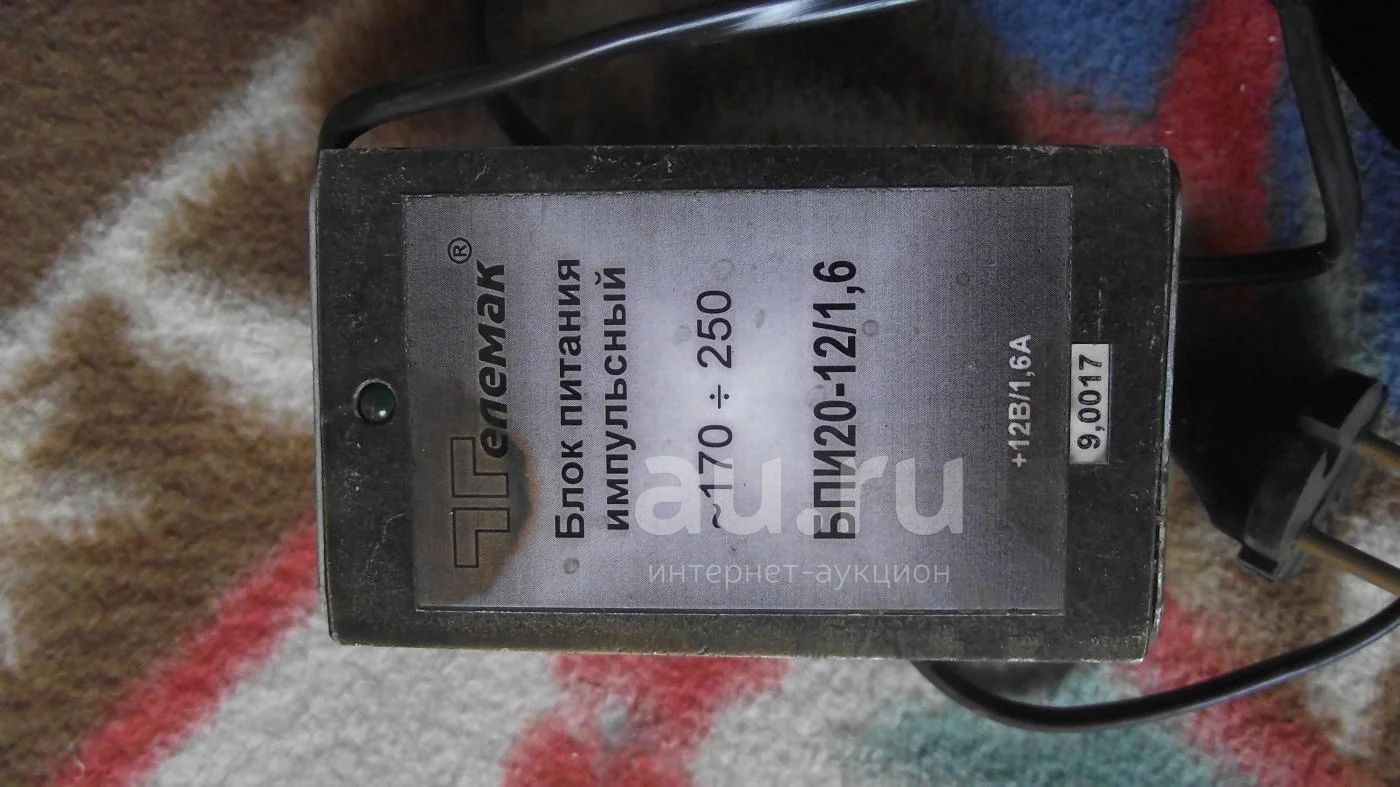 Телемак®
Блок питания
импульсный
~170 ÷ 250
БПИ20-12/1,6
+12В/1,6А
9,0017
au.ru
интернет-аукцион